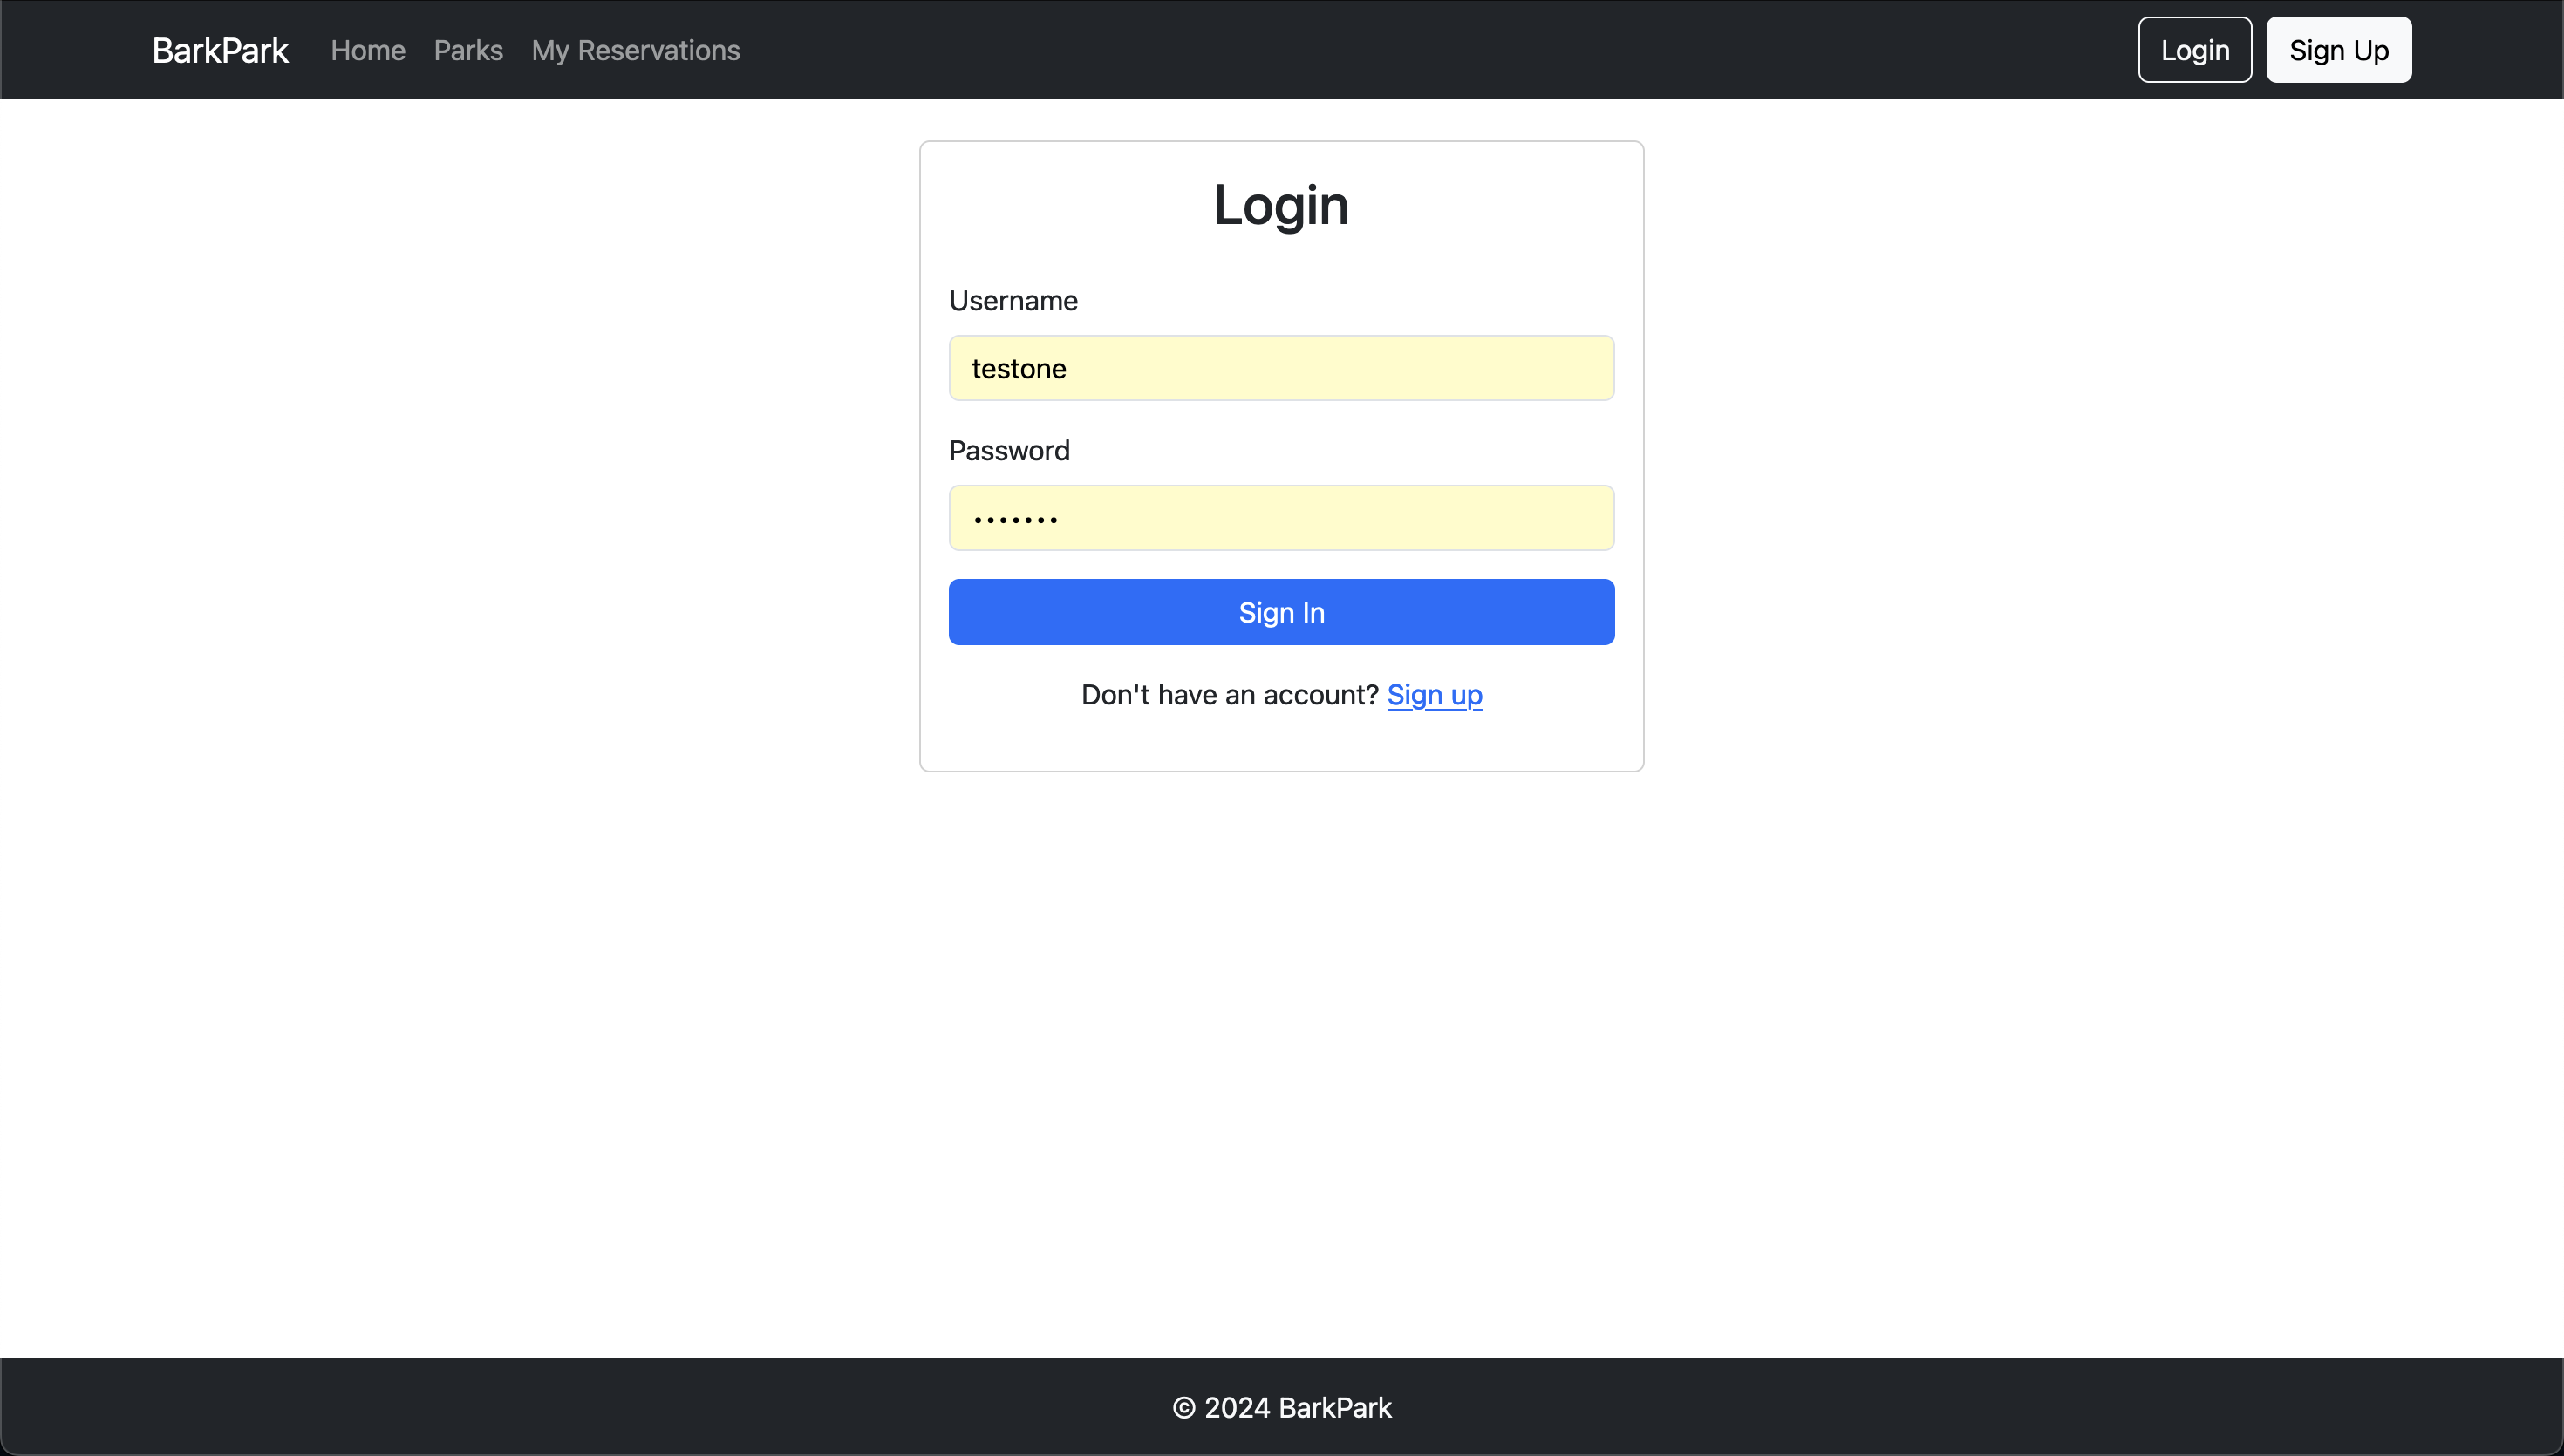 BarkPark Home Parks My Reservations Login Sign Up
Login
Username
testone
Password
•••••••
Sign In
Don't have an account? Sign up
© 2024 BarkPark